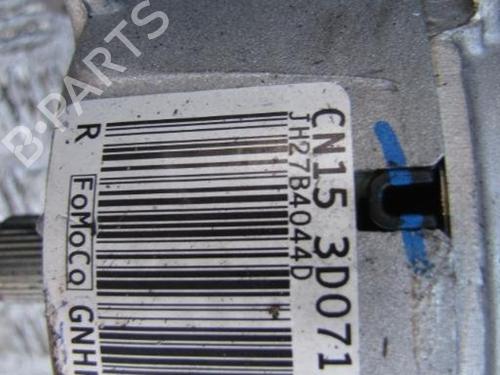 CN15 3D071
JH27B4044D
R FoMoCo GNH
B-PARTS